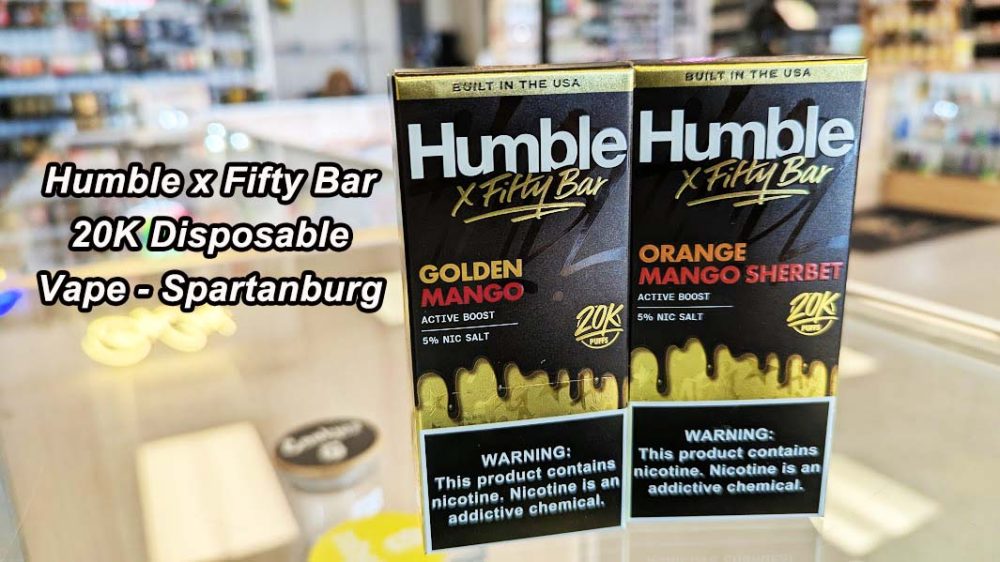 Humble x Fifty Bar
20K Disposable
Vape - Spartanburg
BUILT IN THE USA
Humble
X Fifty Bar
GOLDEN
MANGO
ACTIVE BOOST
5% NIC SALT
20K
PUFFS
WARNING:
This product contains
nicotine. Nicotine is an
addictive chemical.
BUILT IN THE USA
Humble
X Fifty Bar
ORANGE
MANGO SHERBET
ACTIVE BOOST
5% NIC SALT
20K
PUFFS
WARNING:
This product contains
nicotine. Nicotine is an
addictive chemical.